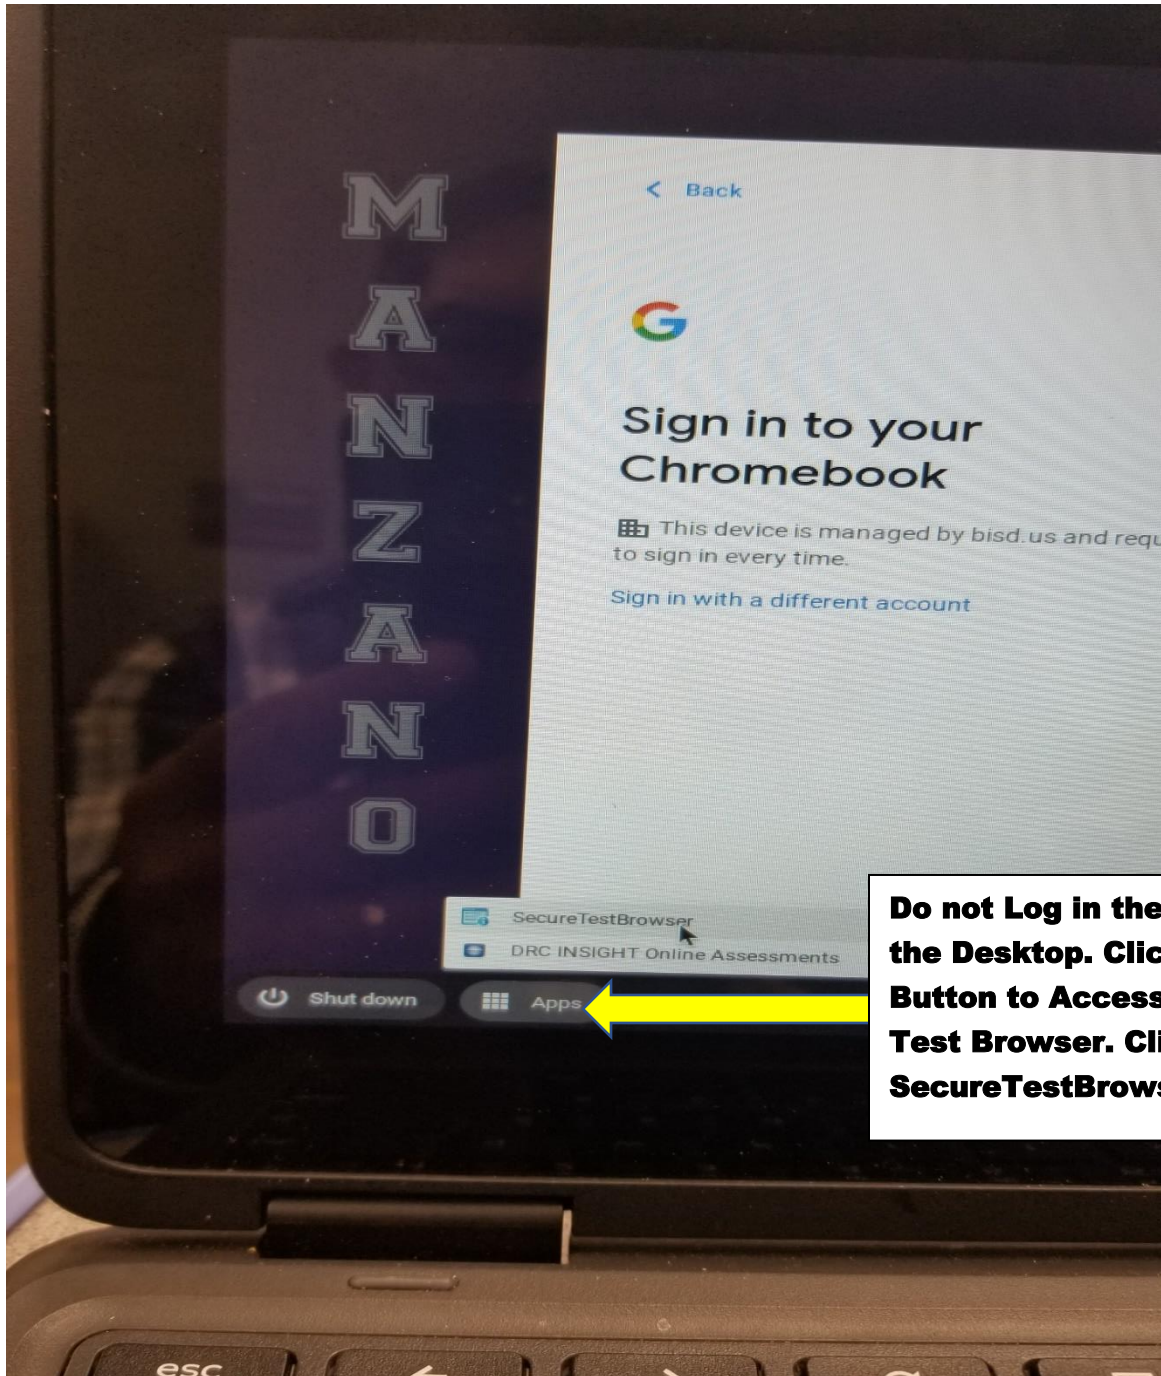 M
A
N
Z
A
N
O
Back
G
Sign in to your
Chromebook
This device is managed by bisd.us and requ
to sign in every time.
Sign in with a different account
SecureTestBrowser
DRC INSIGHT Online Assessments
Shut down
Apps
Do not Log in the
the Desktop. Clic
Button to Access
Test Browser. Cli
SecureTestBrows
esc